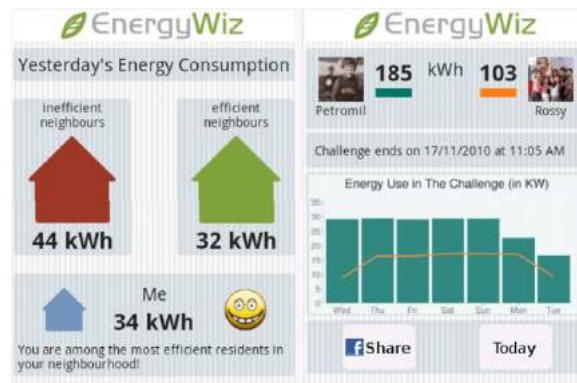 EnergyWiz
Yesterday's Energy Consumption
inefficient
neighbours
44 kWh
efficient
neighbours
32 kWh
Me
34 kWh
You are among the most efficient residents in
your neighbourhood!
EnergyWiz
185 kWh 103
Petromil Rossy
Challenge ends on 17/11/2010 at 11:05 AM
Energy Use in The Challenge (in KW)
35
30
25
20
15
10
5
0
Wed Thu Fri Sat Sun Mon Tue
f Share
Today